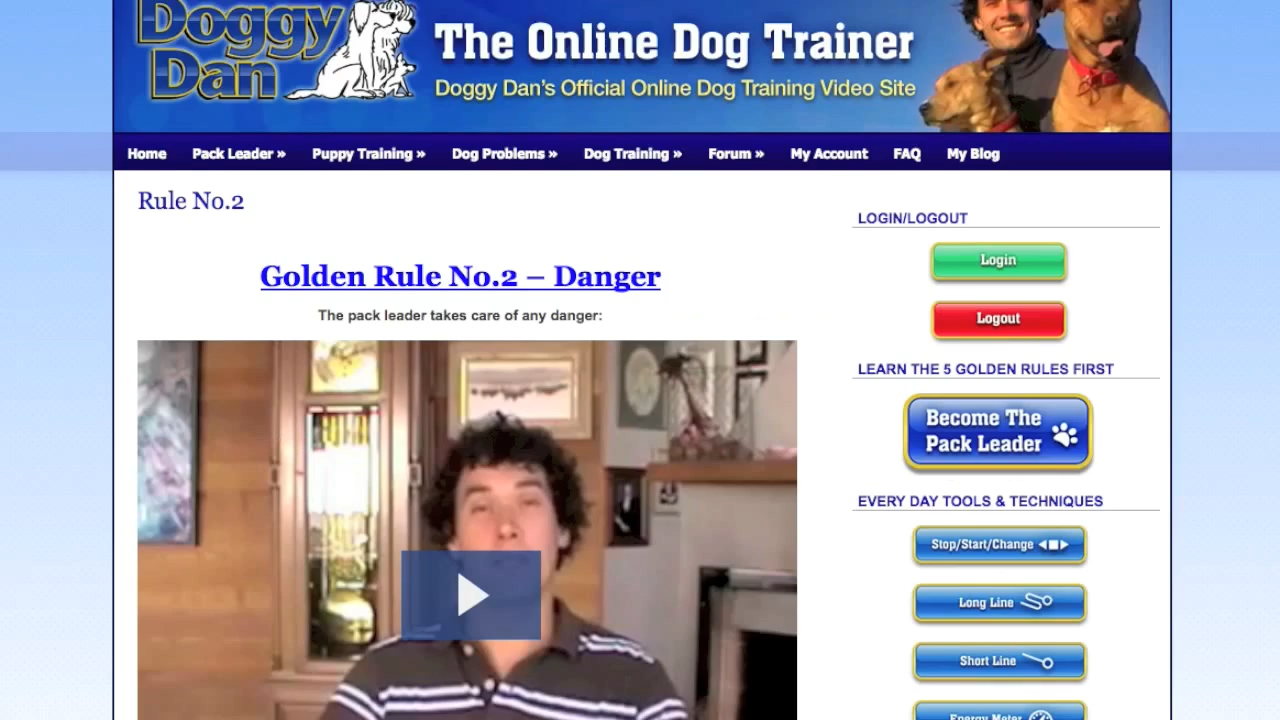 Doggy
Dan
The Online Dog Trainer
Doggy Dan's Official Online Dog Training Video Site
Home Pack Leader » Puppy Training » Dog Problems » Dog Training » Forum » My Account FAQ My Blog
Rule No.2
Golden Rule No.2 – Danger
The pack leader takes care of any danger:
LOGIN/LOGOUT
Login
Logout
LEARN THE 5 GOLDEN RULES FIRST
Become The
Pack Leader
EVERY DAY TOOLS & TECHNIQUES
Stop/Start/Change
Long Line
Short Line
Energy Meter